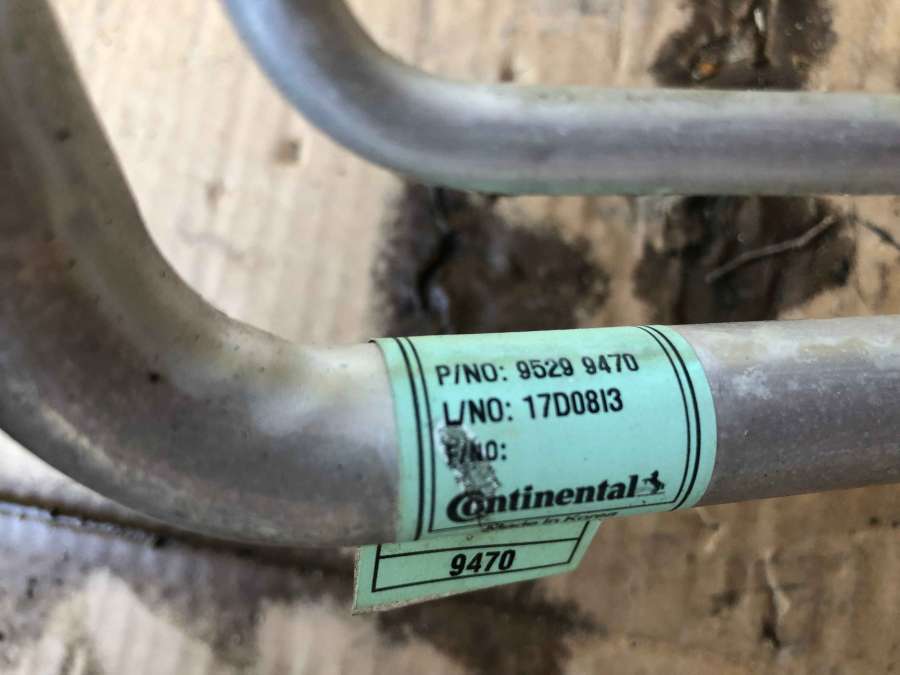 P/NO: 9529 9470
L/NO: 17D08I3
F/NO:
Continental
Made in Korea
9470